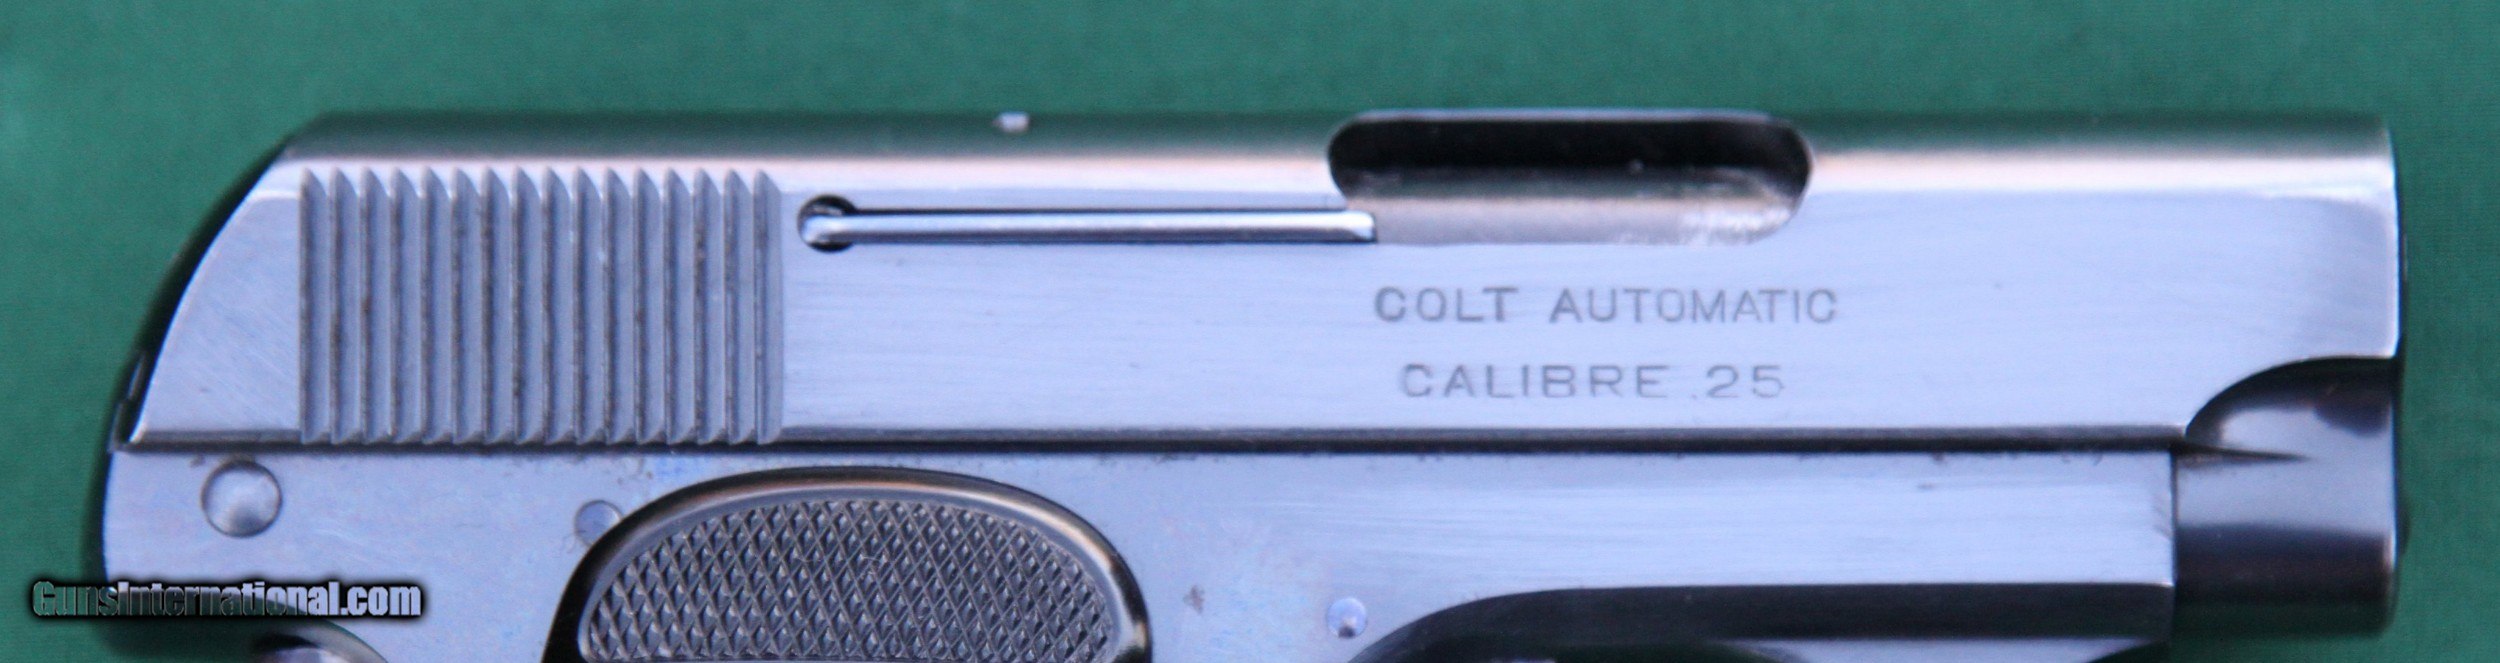 COLT AUTOMATIC
CALIBRE .25
GunsInternational.com